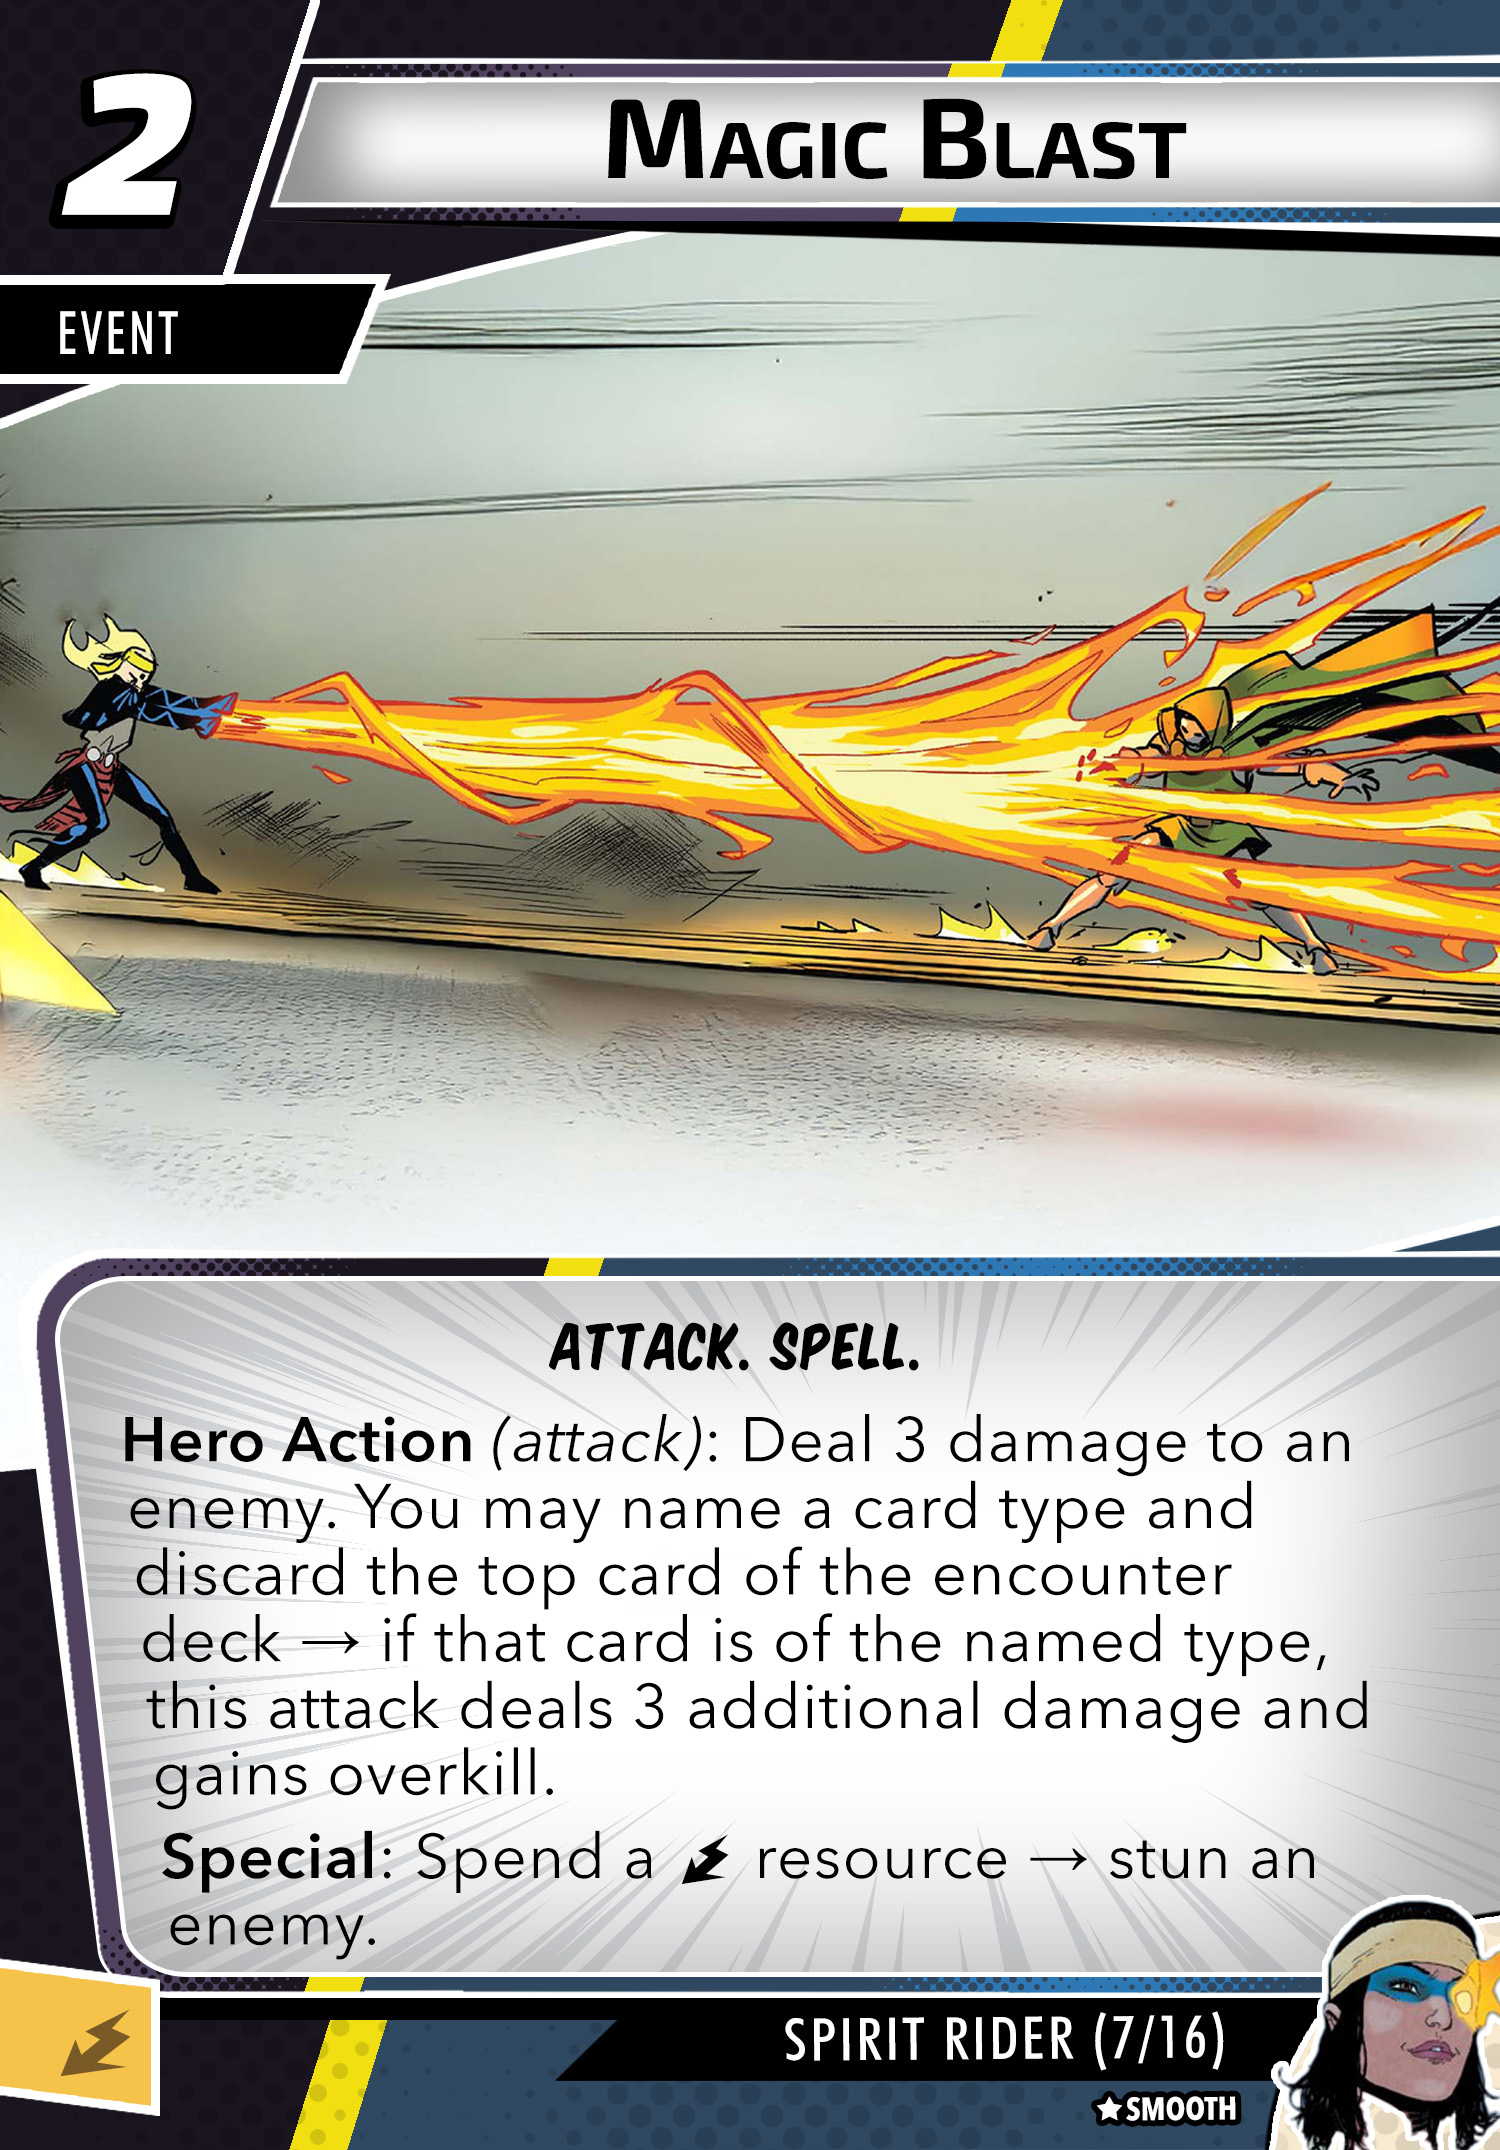 2
MAGIC BLAST
EVENT
ATTACK. SPELL.
Hero Action (attack): Deal 3 damage to an
enemy. You may name a card type and
discard the top card of the encounter
deck → if that card is of the named type,
this attack deals 3 additional damage and
gains overkill.
Special: Spend a resource → stun an
enemy.
SPIRIT RIDER (7/16)
★SMOOTH